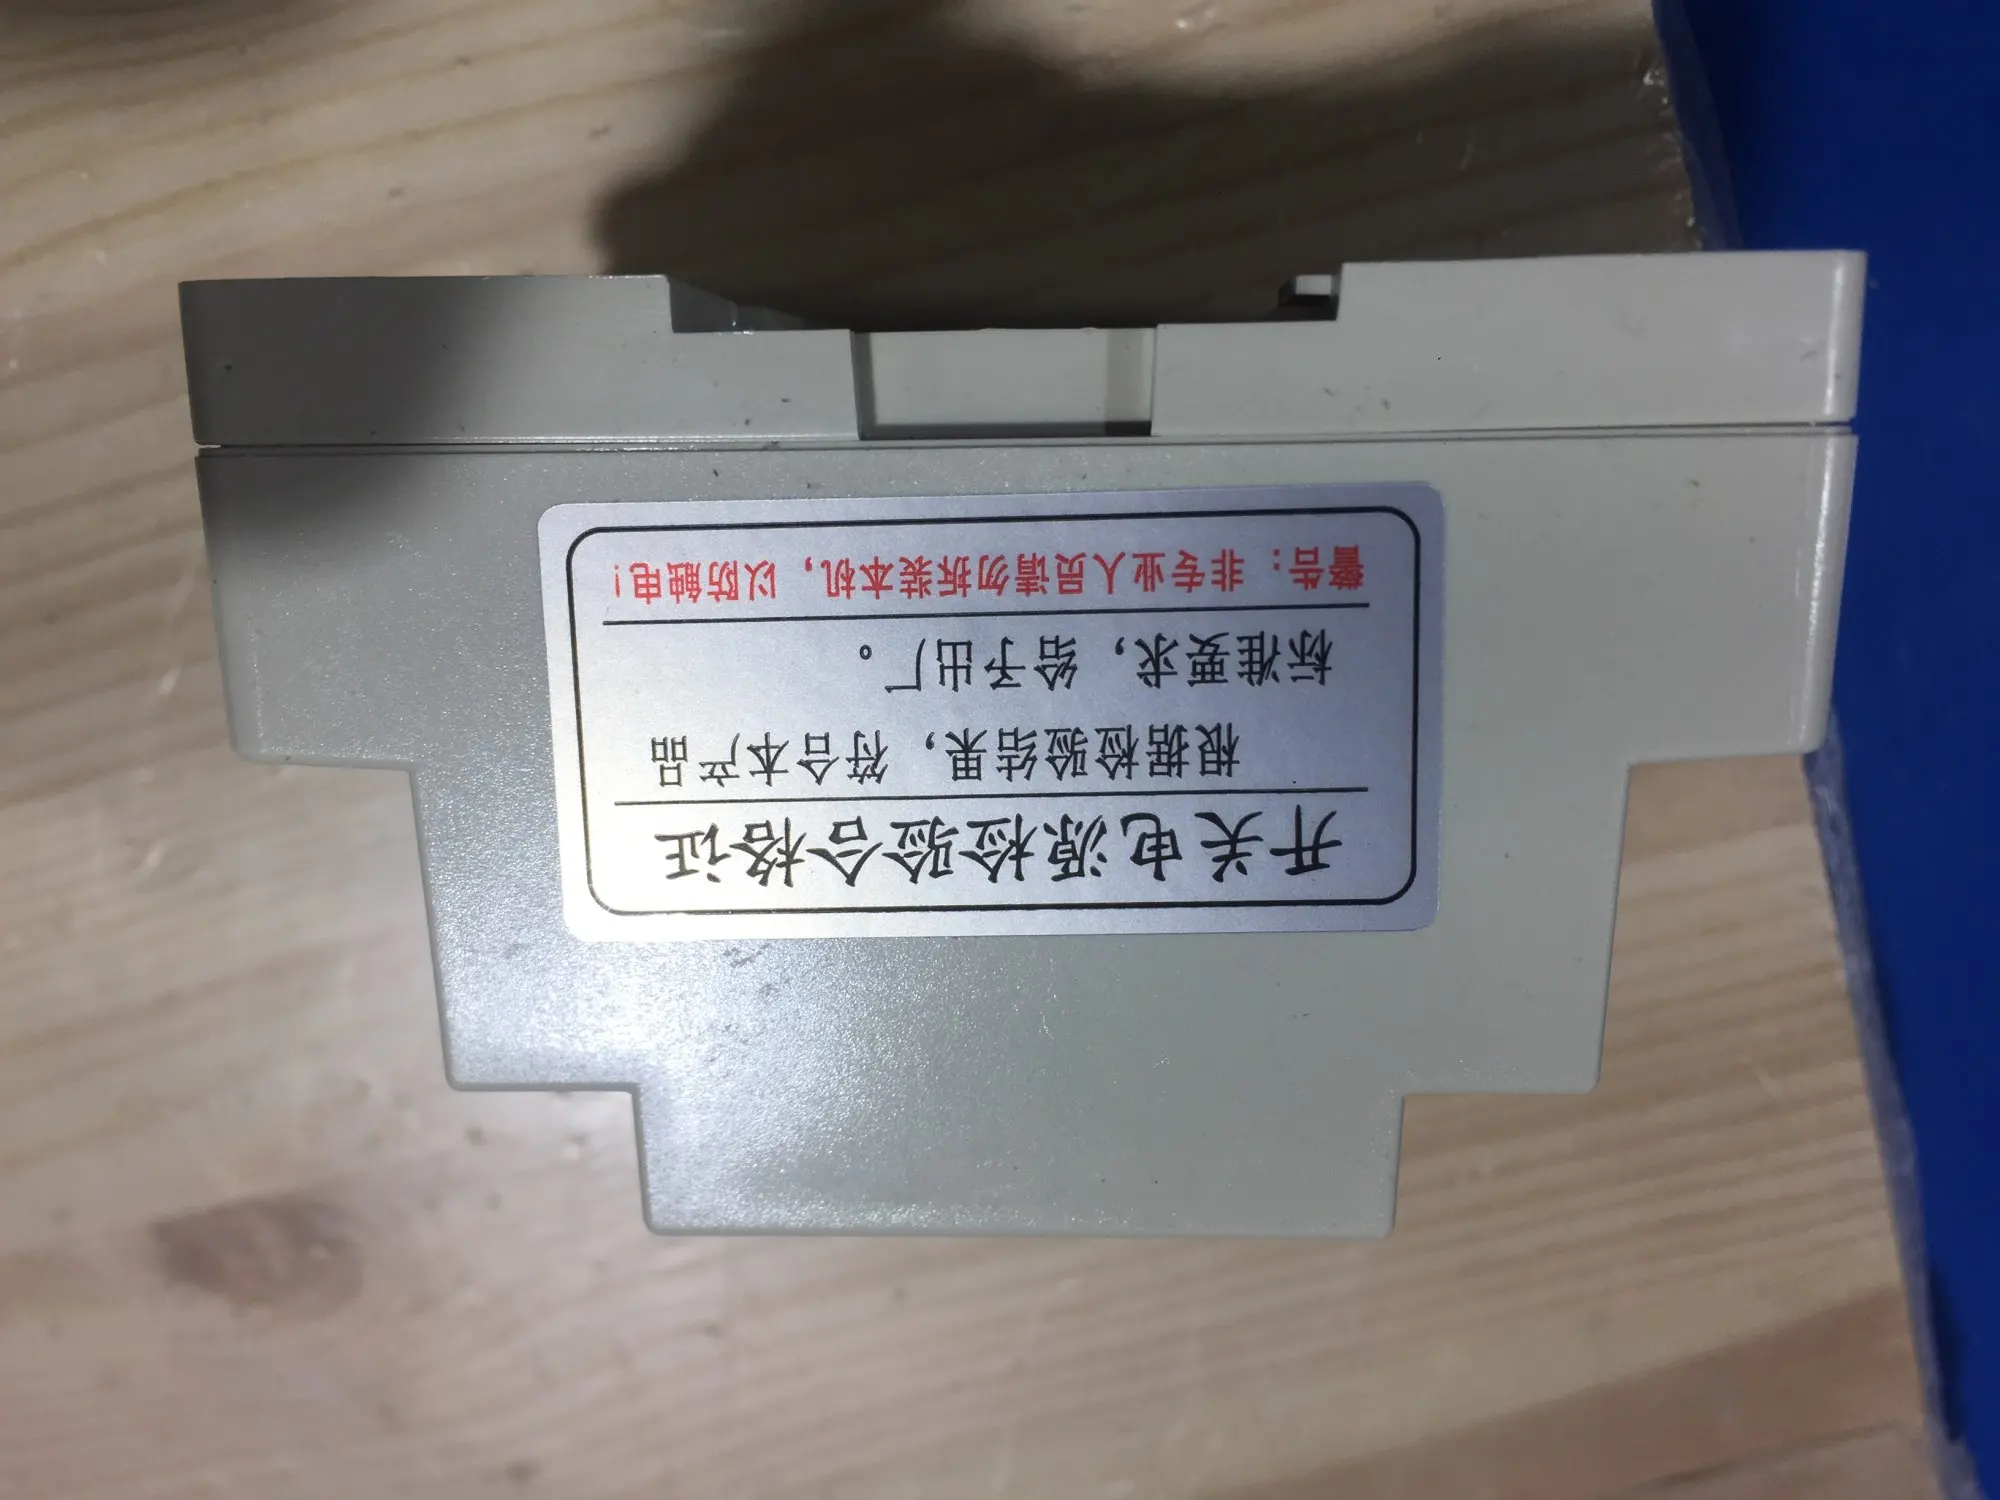 开关电源检验合格证
根据检验结果，符合本产品
标准要求，给予出厂。
警告：非专业人员请勿拆装本机，以防触电！